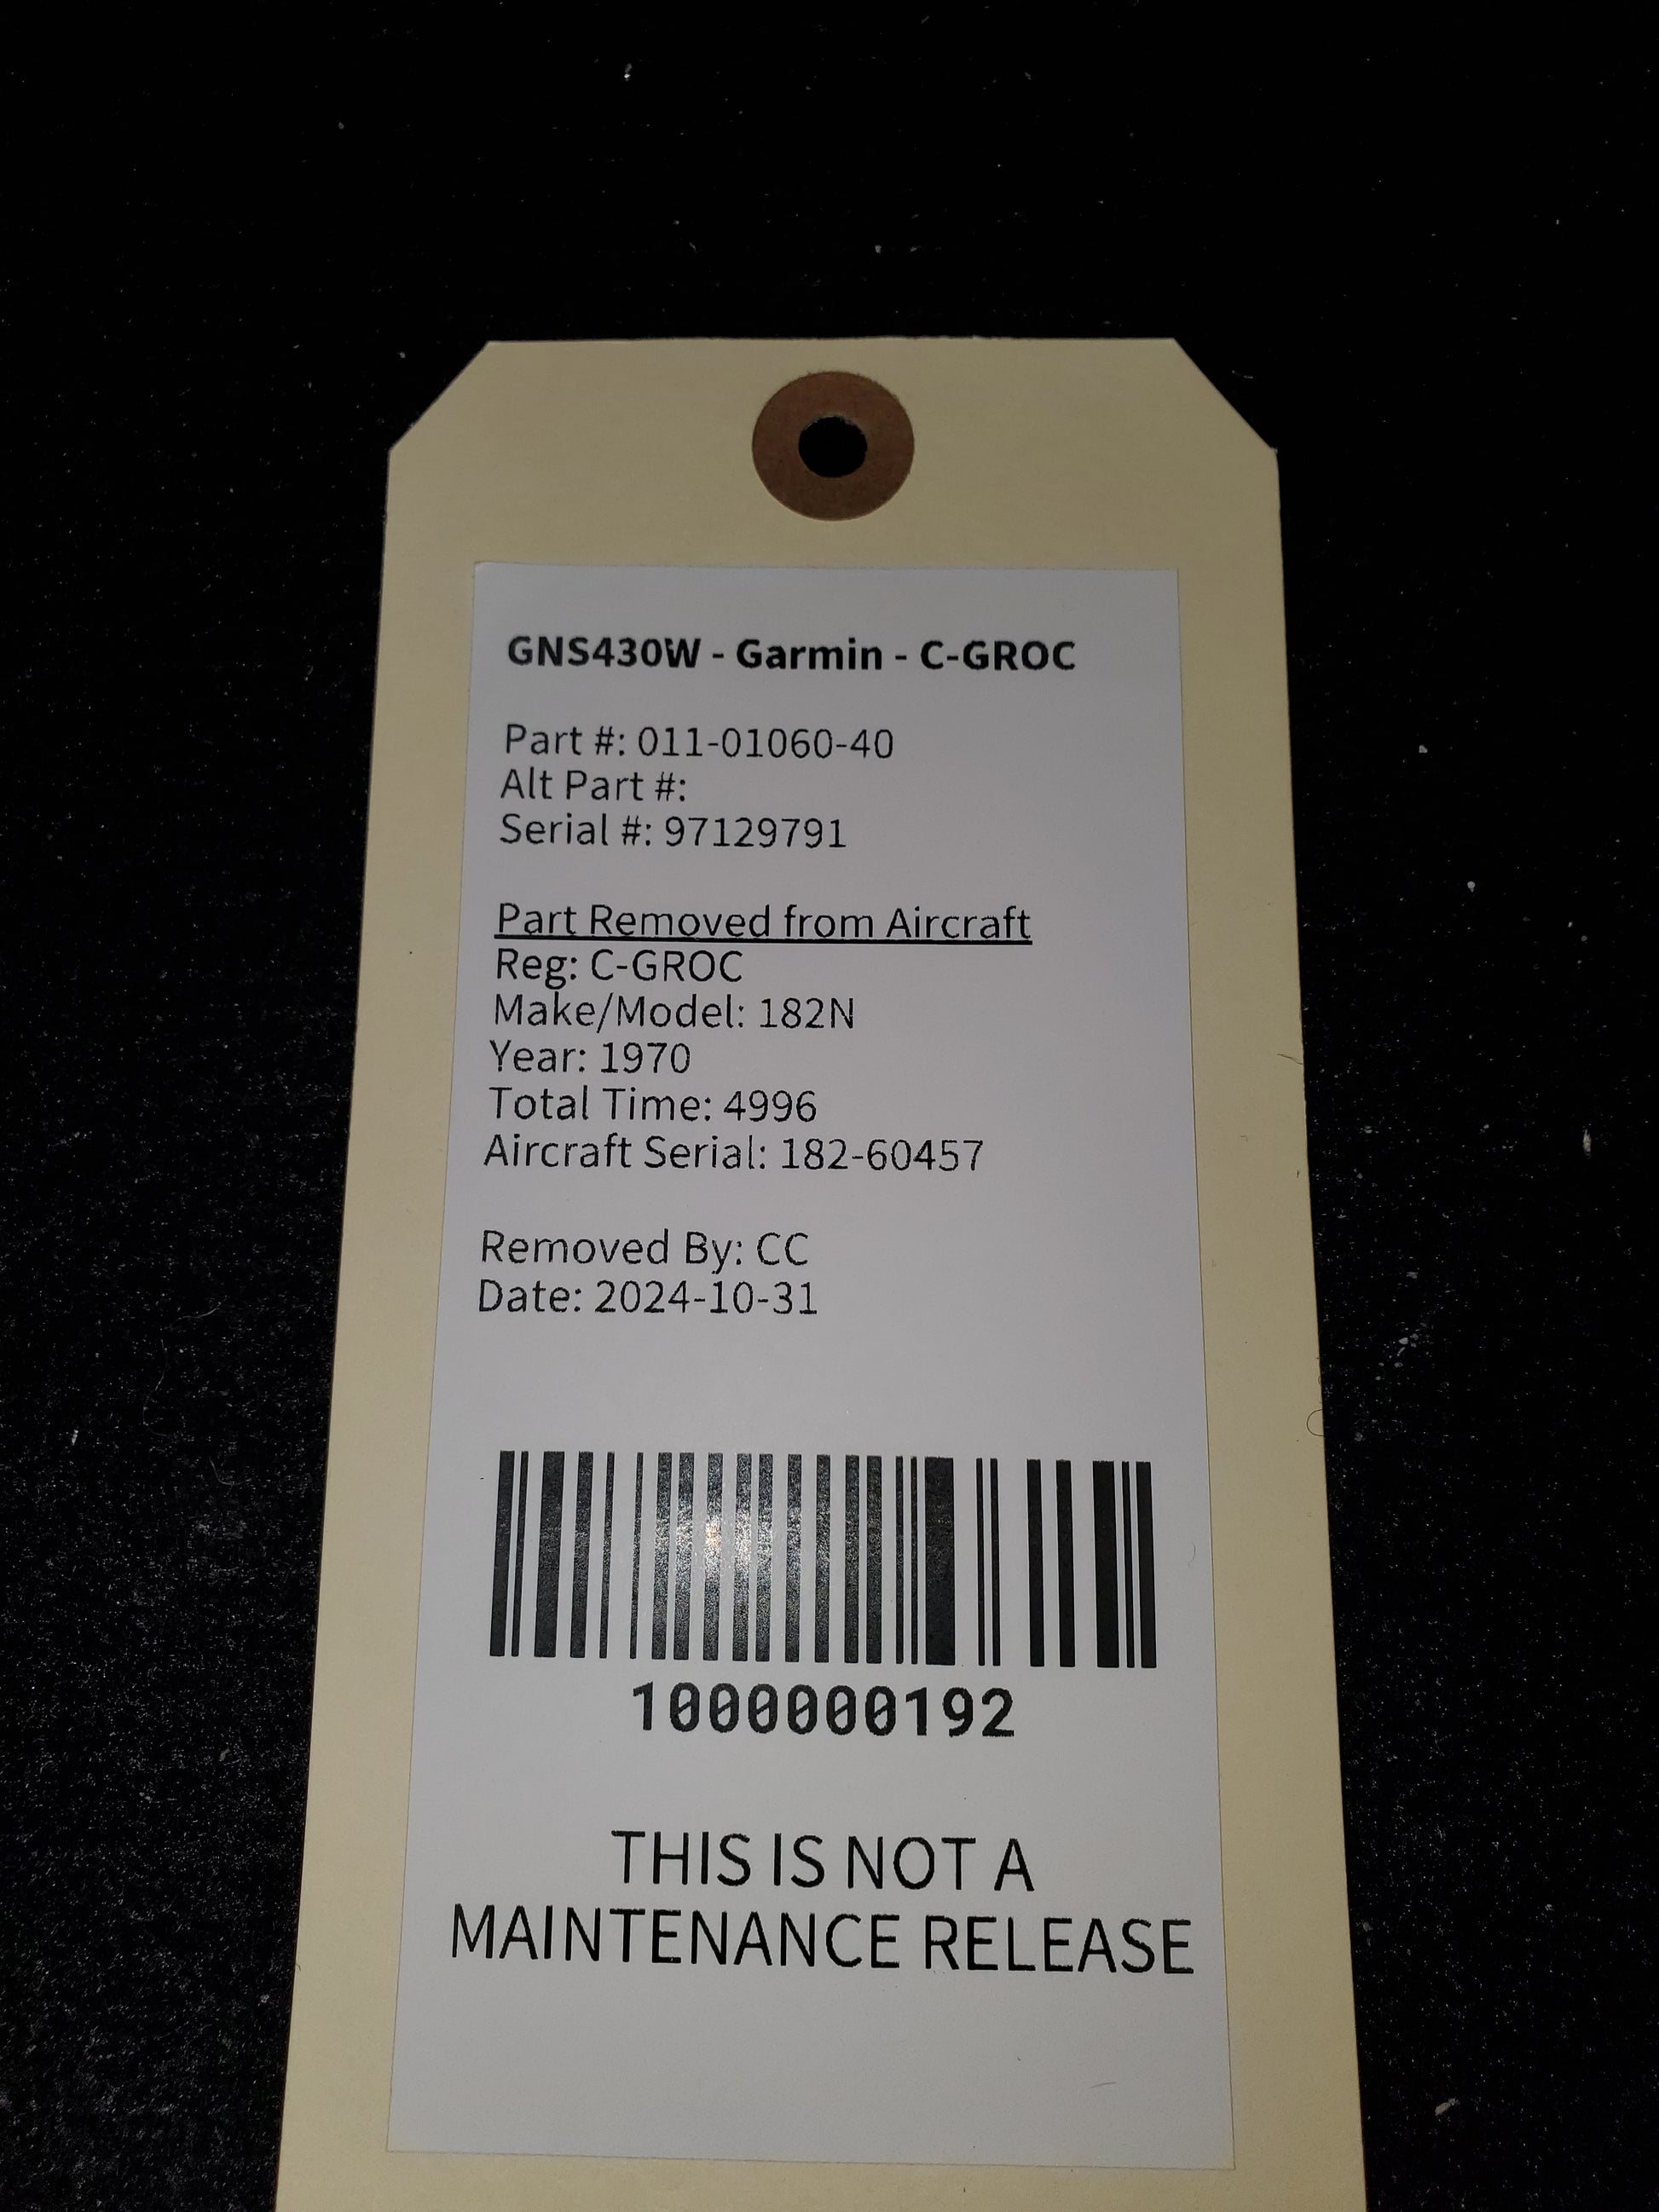 GNS430W - Garmin - C-GROC
Part #: 011-01060-40
Alt Part #:
Serial #: 97129791
Part Removed from Aircraft
Reg: C-GROC
Make/Model: 182N
Year: 1970
Total Time: 4996
Aircraft Serial: 182-60457
Removed By: CC
Date: 2024-10-31
1000000192
THIS IS NOT A
MAINTENANCE RELEASE